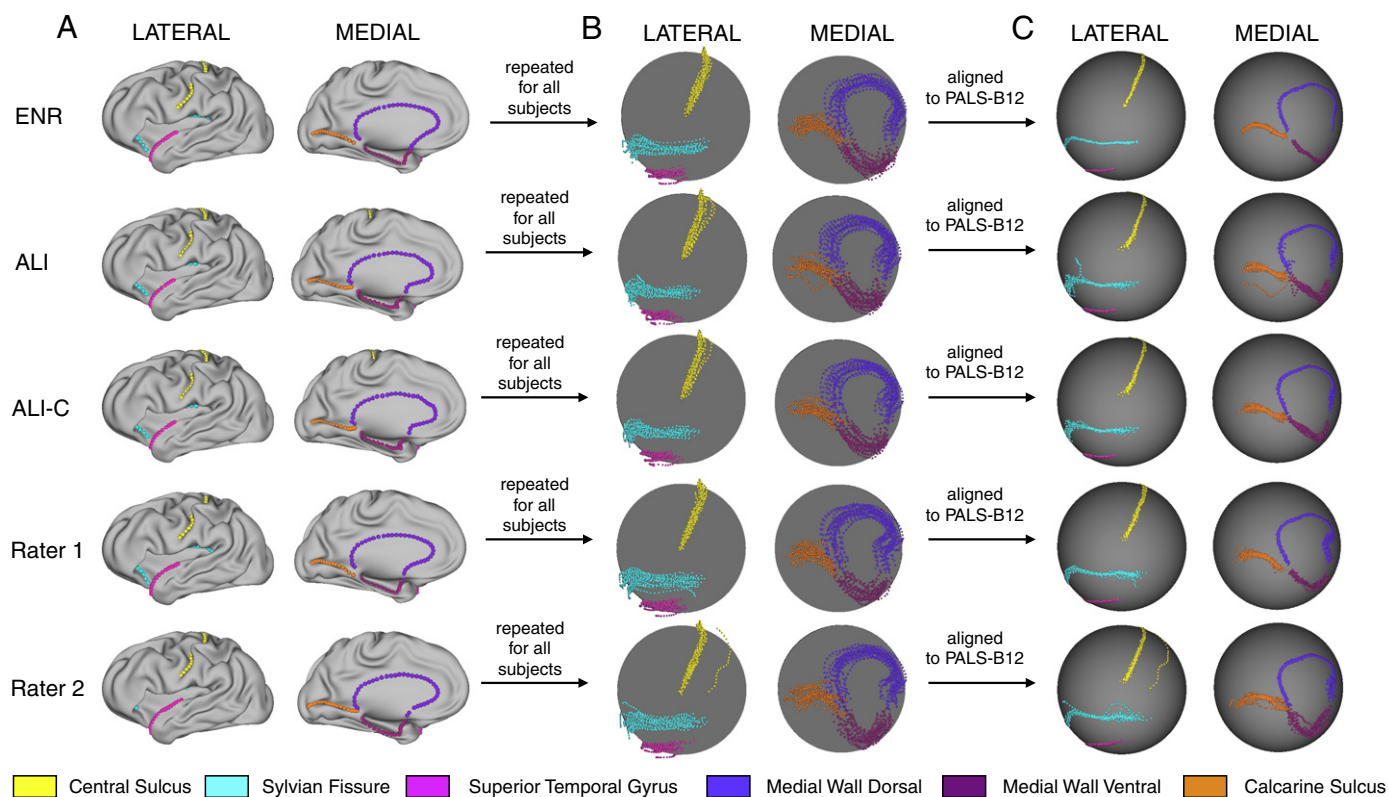 A
B
C
LATERAL
MEDIAL
LATERAL
MEDIAL
LATERAL
MEDIAL
ENR
repeated
for all
subjects
aligned
to PALS-B12
ALI
repeated
for all
subjects
aligned
to PALS-B12
ALI-C
repeated
for all
subjects
aligned
to PALS-B12
Rater 1
repeated
for all
subjects
aligned
to PALS-B12
Rater 2
repeated
for all
subjects
aligned
to PALS-B12
Central Sulcus
Sylvian Fissure
Superior Temporal Gyrus
Medial Wall Dorsal
Medial Wall Ventral
Calcarine Sulcus